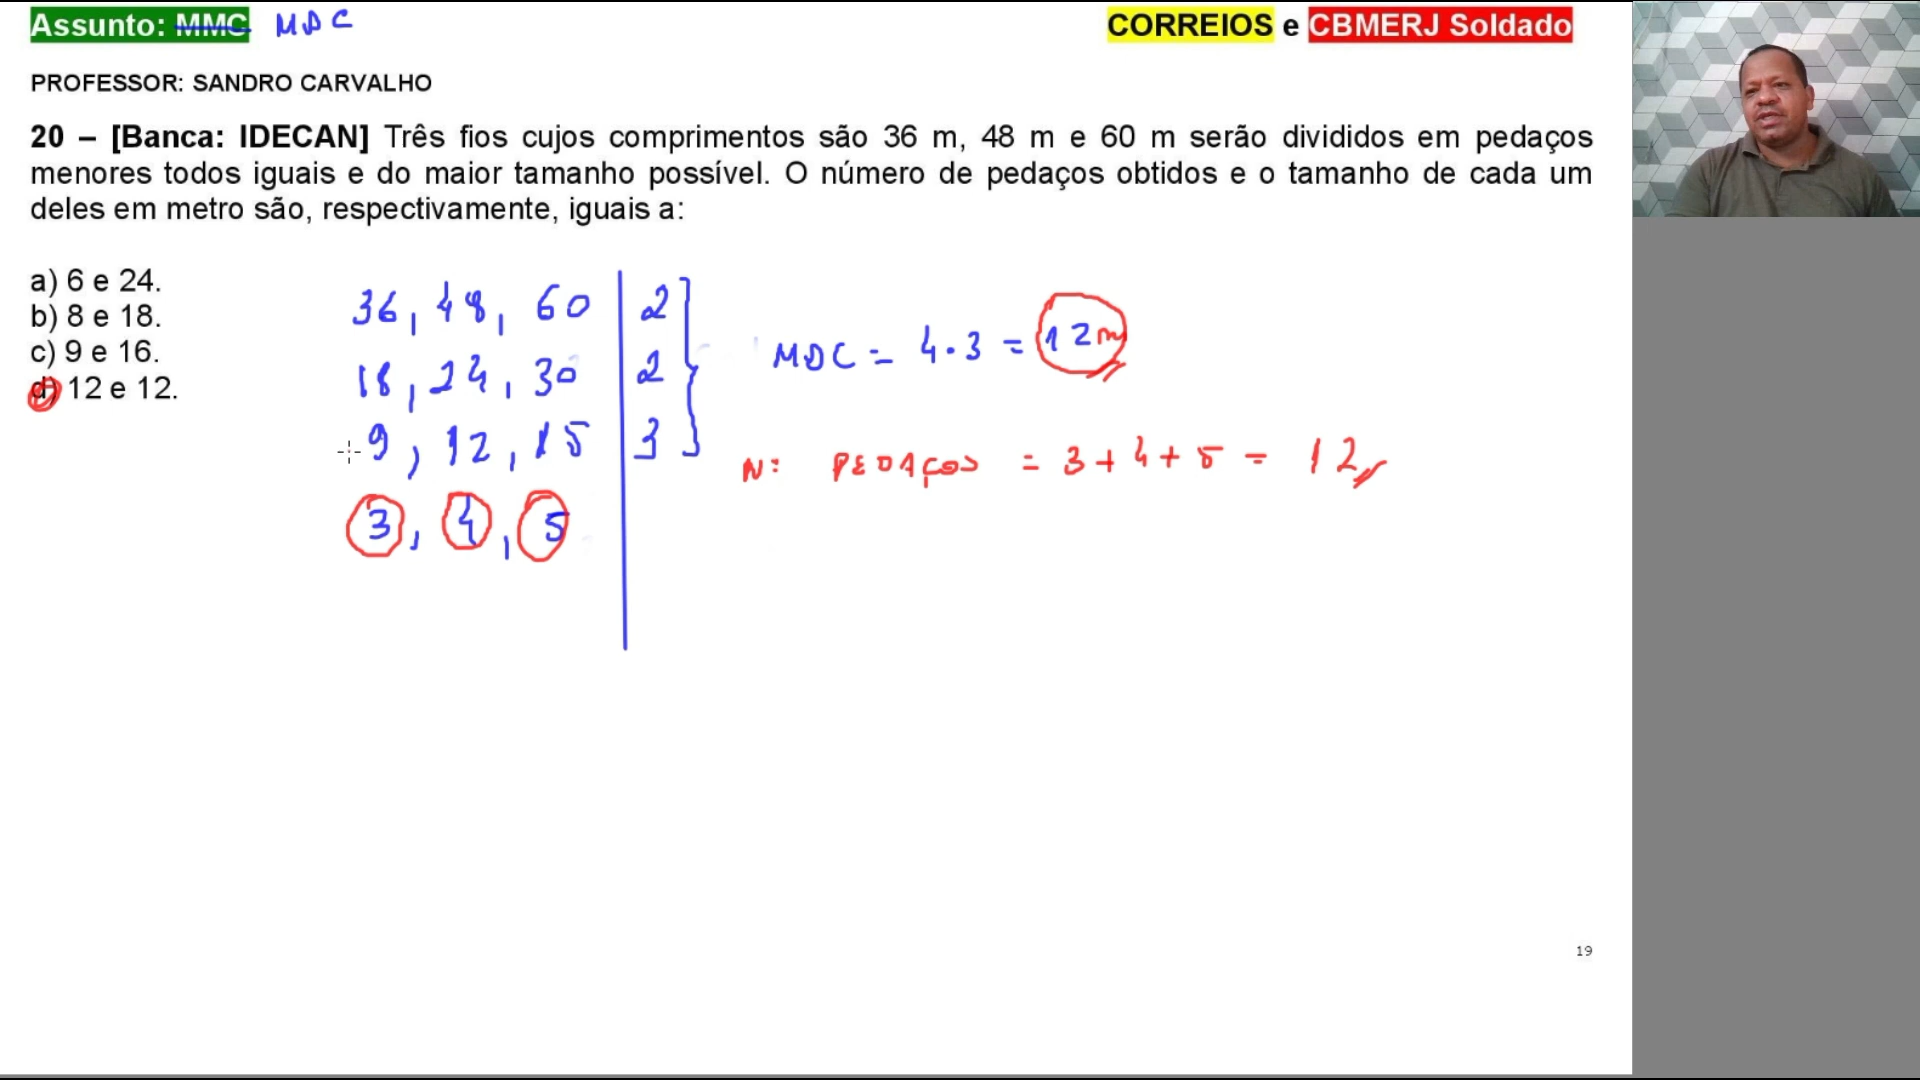 Assunto: MMC MDC
CORREIOS e CBMERJ Soldado
PROFESSOR: SANDRO CARVALHO
20 – [Banca: IDECAN] Três fios cujos comprimentos são 36 m, 48 m e 60 m serão divididos em pedaços
menores todos iguais e do maior tamanho possível. O número de pedaços obtidos e o tamanho de cada um
deles em metro são, respectivamente, iguais a:
a) 6 e 24.
b) 8 e 18.
c) 9 e 16.
d) 12 e 12.
36, 48, 60 | 2
18, 24, 30 | 2
9, 12, 15 | 3
3, 4, 5
MDC = 4·3 = 12m
N: PEDAÇOS = 3+4+5 = 12
19